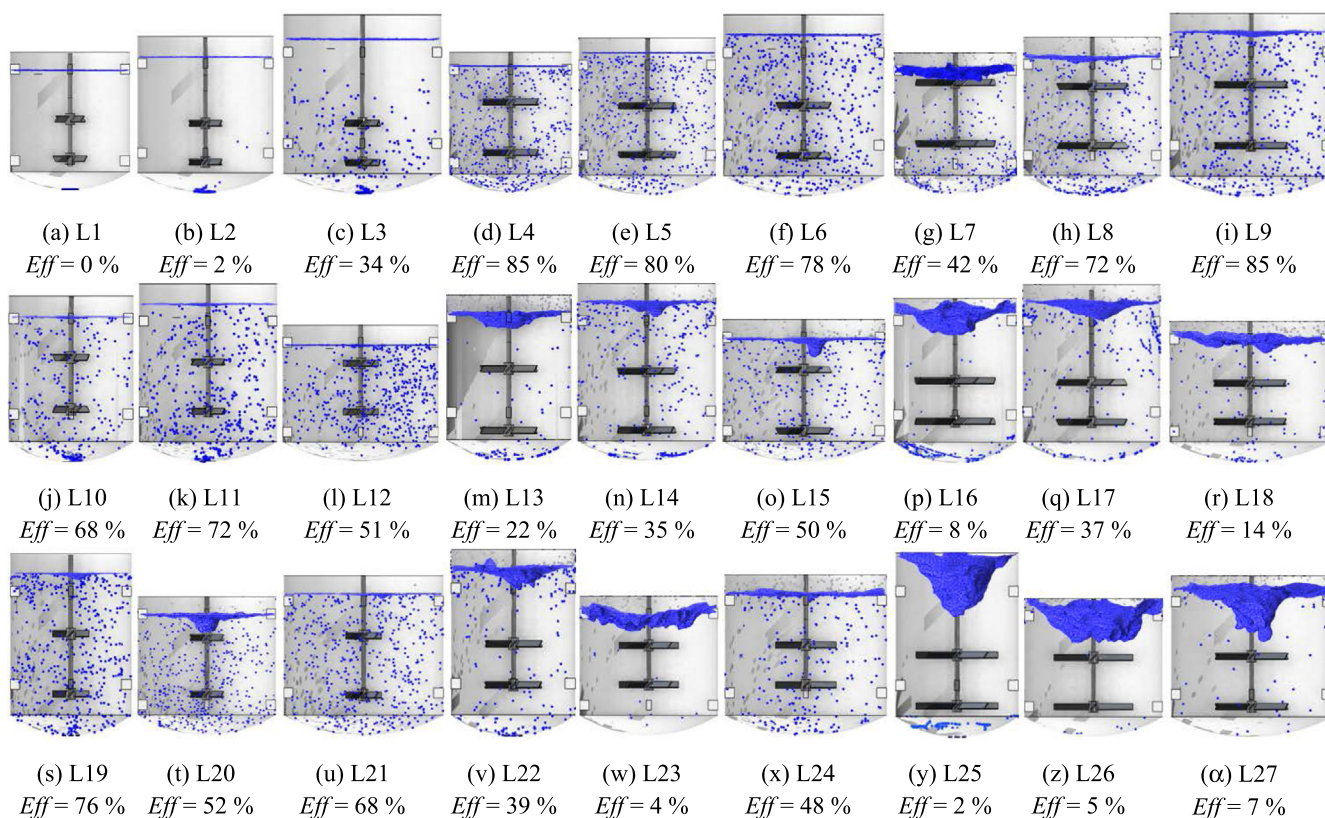 (a) L1 (b) L2 (c) L3 (d) L4 (e) L5 (f) L6 (g) L7 (h) L8 (i) L9
Eff = 0 % Eff = 2 % Eff = 34 % Eff = 85 % Eff = 80 % Eff = 78 % Eff = 42 % Eff = 72 % Eff = 85 %
(j) L10 (k) L11 (l) L12 (m) L13 (n) L14 (o) L15 (p) L16 (q) L17 (r) L18
Eff = 68 % Eff = 72 % Eff = 51 % Eff = 22 % Eff = 35 % Eff = 50 % Eff = 8 % Eff = 37 % Eff = 14 %
(s) L19 (t) L20 (u) L21 (v) L22 (w) L23 (x) L24 (y) L25 (z) L26 (α) L27
Eff = 76 % Eff = 52 % Eff = 68 % Eff = 39 % Eff = 4 % Eff = 48 % Eff = 2 % Eff = 5 % Eff = 7 %